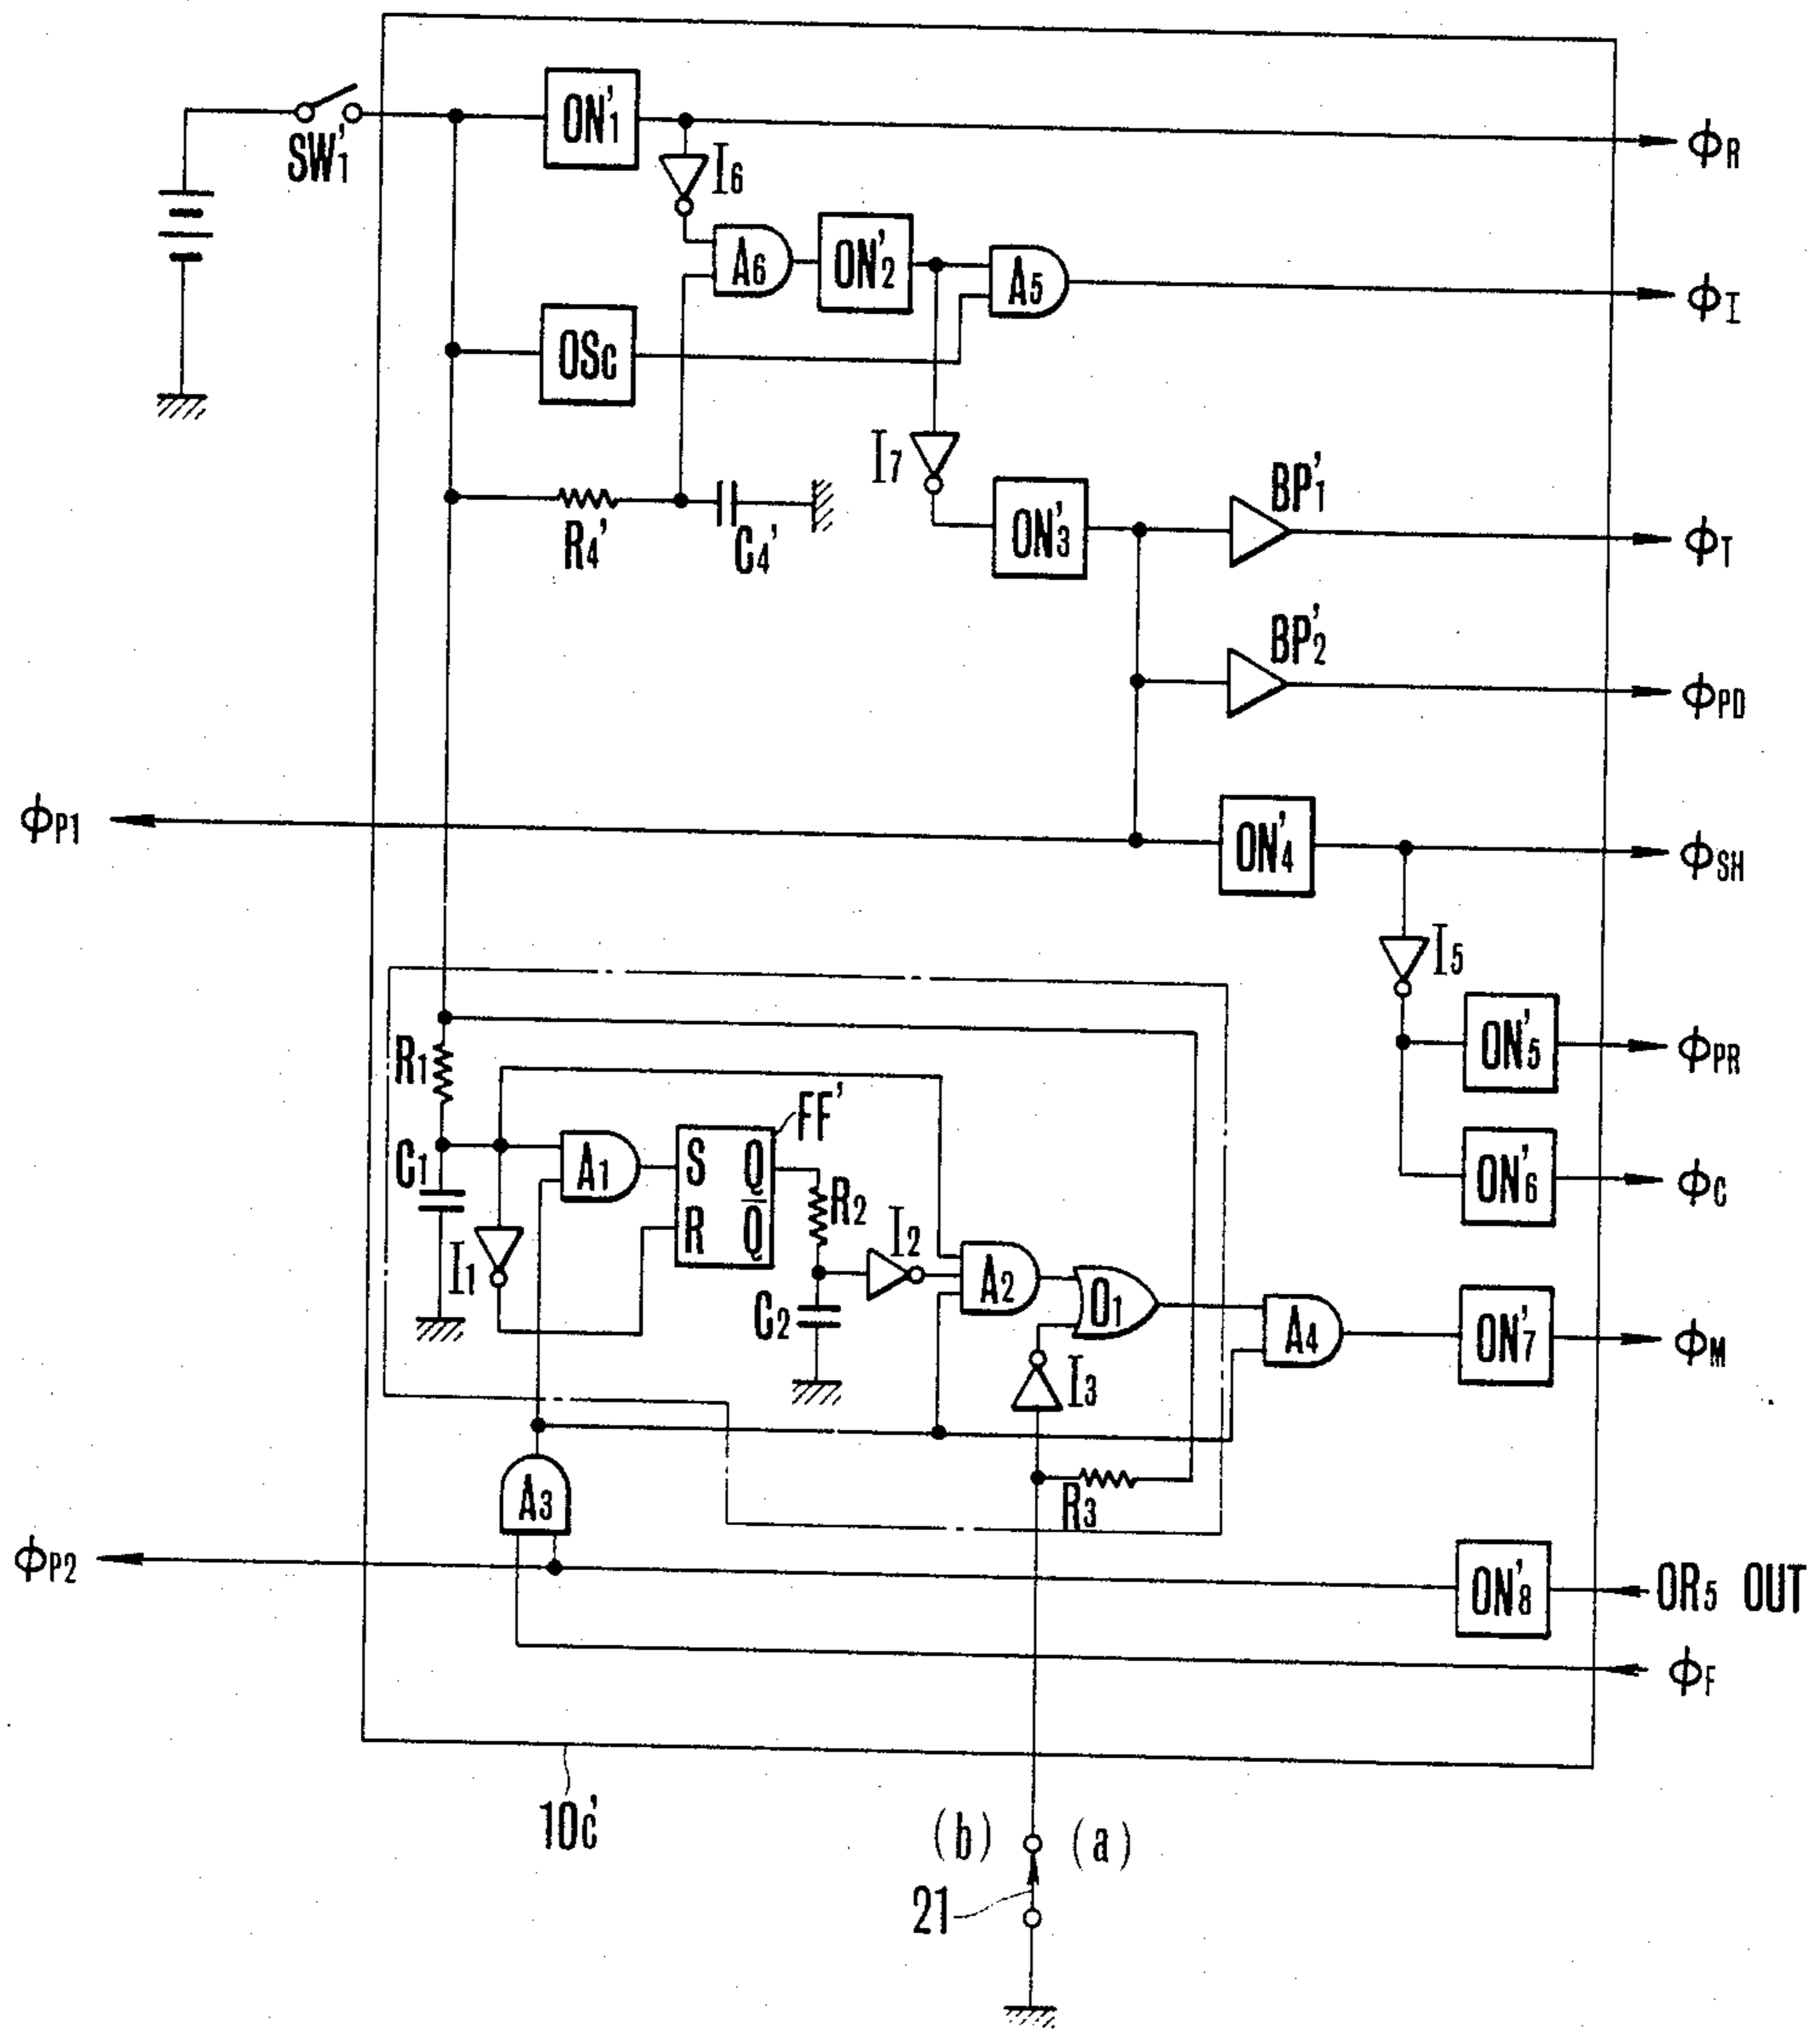 SW'1
ON'1
ΦR
I6
A6
ON'2
A5
ΦI
OSC
I7
R4'
C4'
ON'3
BP'1
ΦT
BP'2
ΦPD
ΦP1
ON'4
ΦSH
I5
R1
ON'5
ΦPR
FF'
C1
A1
S Q
R Q̅
R2
ON'6
ΦC
I1
I2
C2
A2
O1
A4
ON'7
ΦM
I3
A3
R3
ΦP2
ON'8
OR5 OUT
ΦF
10c'
(b) (a)
21